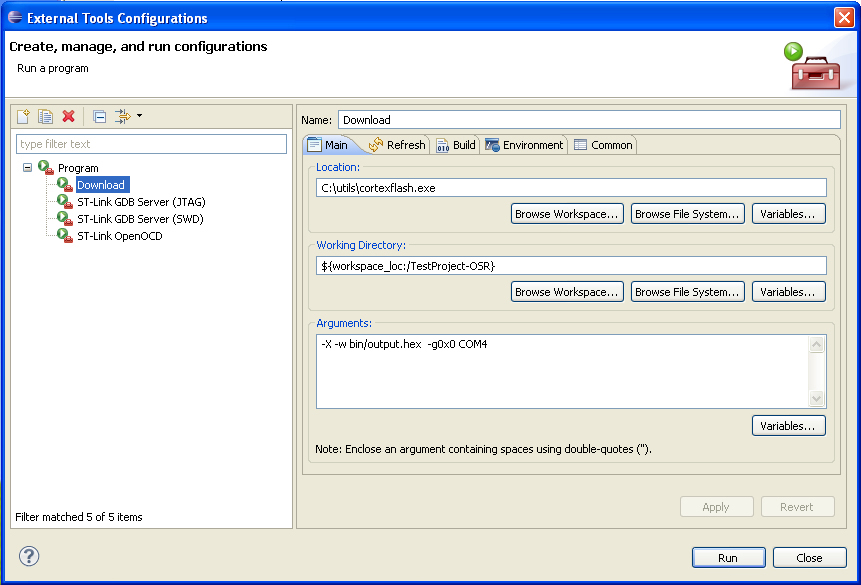 External Tools Configurations
Create, manage, and run configurations
Run a program
type filter text
Program
Download
ST-Link GDB Server (JTAG)
ST-Link GDB Server (SWD)
ST-Link OpenOCD
Filter matched 5 of 5 items
Name: Download
Main Refresh Build Environment Common
Location:
C:\utils\cortexflash.exe
Browse Workspace... Browse File System... Variables...
Working Directory:
${workspace_loc:/TestProject-OSR}
Browse Workspace... Browse File System... Variables...
Arguments:
-X -w bin/output.hex  -g0x0 COM4
Variables...
Note: Enclose an argument containing spaces using double-quotes (").
Apply Revert
? Run Close